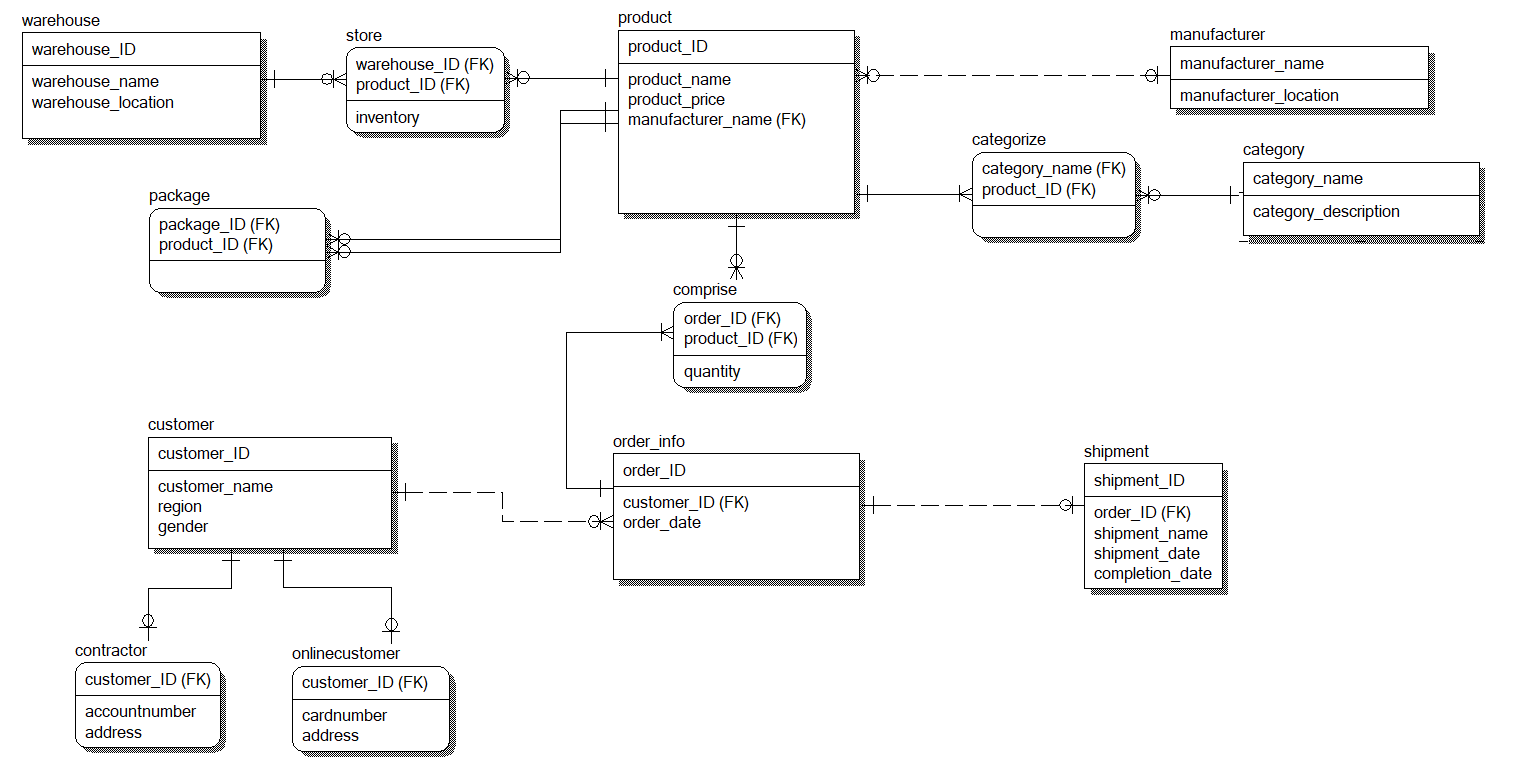 warehouse
warehouse_ID
warehouse_name
warehouse_location
store
warehouse_ID (FK)
product_ID (FK)
inventory
product
product_ID
product_name
product_price
manufacturer_name (FK)
manufacturer
manufacturer_name
manufacturer_location
categorize
category_name (FK)
product_ID (FK)
category
category_name
category_description
package
package_ID (FK)
product_ID (FK)
comprise
order_ID (FK)
product_ID (FK)
quantity
customer
customer_ID
customer_name
region
gender
order_info
order_ID
customer_ID (FK)
order_date
shipment
shipment_ID
order_ID (FK)
shipment_name
shipment_date
completion_date
contractor
customer_ID (FK)
accountnumber
address
onlinecustomer
customer_ID (FK)
cardnumber
address